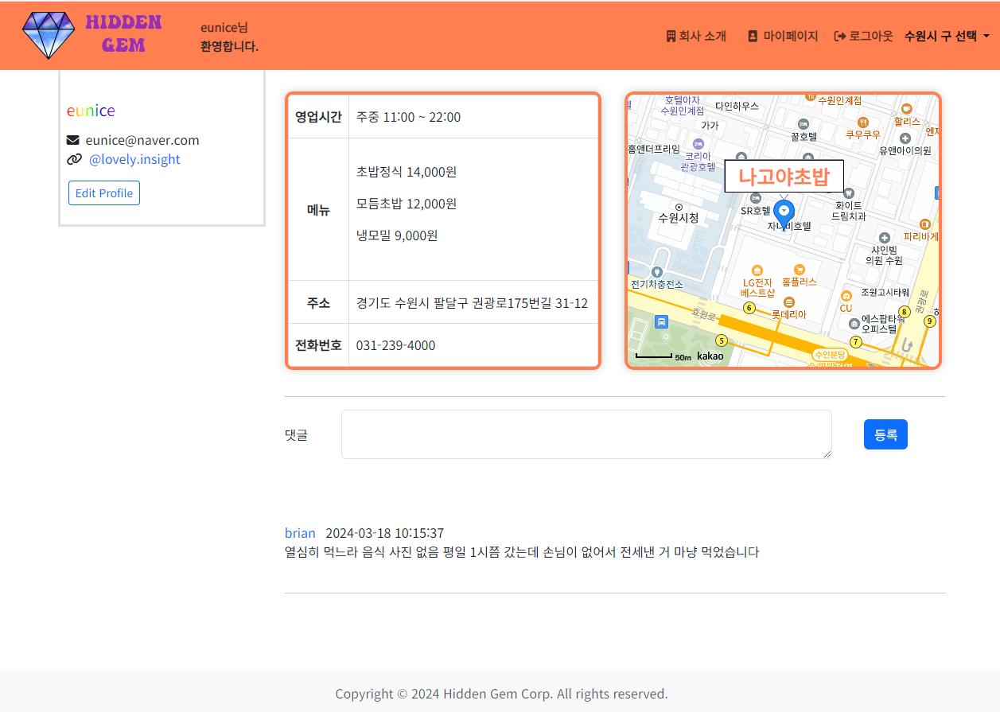 HIDDEN
GEM
eunice님
환영합니다.
회사 소개
마이페이지
로그아웃
수원시 구 선택
eunice
eunice@naver.com
@lovely.insight
Edit Profile
영업시간 주중 11:00 ~ 22:00
메뉴
초밥정식 14,000원
모듬초밥 12,000원
냉모밀 9,000원
주소 경기도 수원시 팔달구 권광로175번길 31-12
전화번호 031-239-4000
호텔야자
수원인계점
다인하우스
수원인계점
가가
꿀호텔
쿠우쿠우
할리스
유앤아이의원
홈앤더프라임
코리아
관광호텔
나고야초밥
수원시청
SR호텔
화이트
드림치과
파리바게
샤인빔
의원 수원
전기차충전소
LG전자
베스트샵
홈플러스
롯데리아
조원고시타워
CU
에스팝타워
오피스텔
효원로
권광로
6
8
9
5
7
수인분당
50m
kakao
댓글
등록
brian 2024-03-18 10:15:37
열심히 먹느라 음식 사진 없음 평일 1시쯤 갔는데 손님이 없어서 전세낸 거 마냥 먹었습니다
Copyright © 2024 Hidden Gem Corp. All rights reserved.